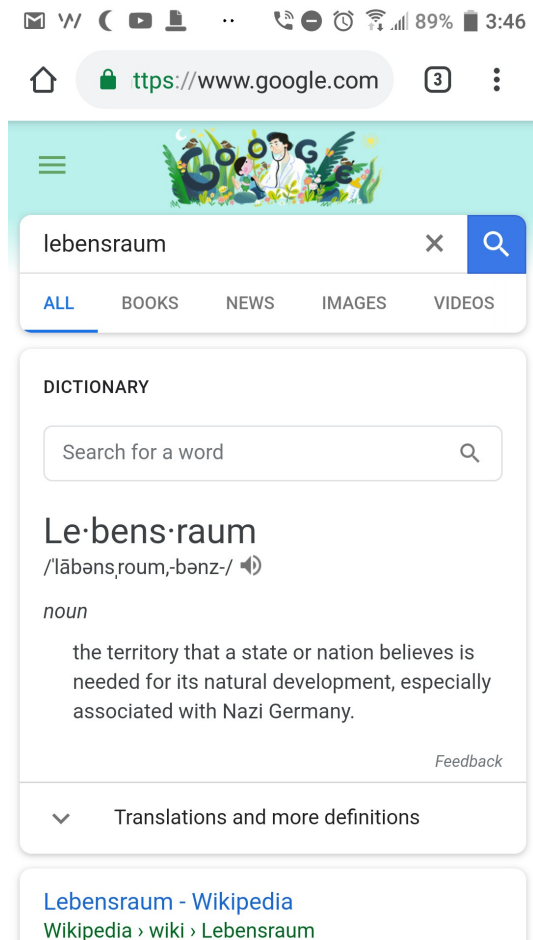 89% 3:46
ttps://www.google.com 3
GOOGLE
lebensraum
ALL BOOKS NEWS IMAGES VIDEOS
DICTIONARY
Search for a word
Le·bens·raum
/ˈlābənsˌroum,-bənz-/
noun
the territory that a state or nation believes is
needed for its natural development, especially
associated with Nazi Germany.
Feedback
Translations and more definitions
Lebensraum - Wikipedia
Wikipedia › wiki › Lebensraum